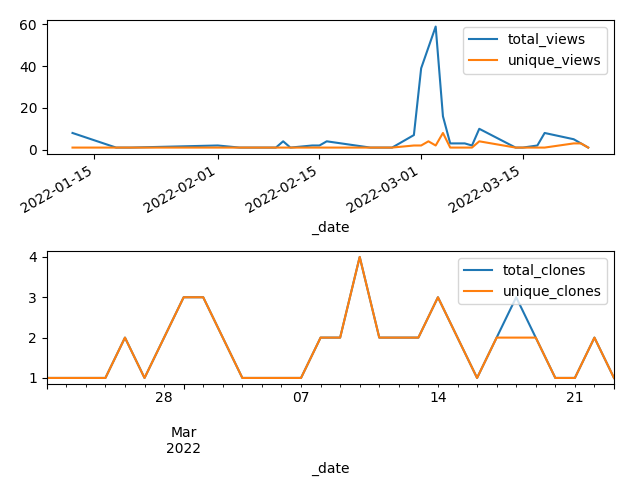 60
40
20
0
total_views
unique_views
2022-01-15
2022-02-01
2022-02-15
2022-03-01
2022-03-15
_date
4
3
2
1
total_clones
unique_clones
28
07
14
21
Mar
2022
_date